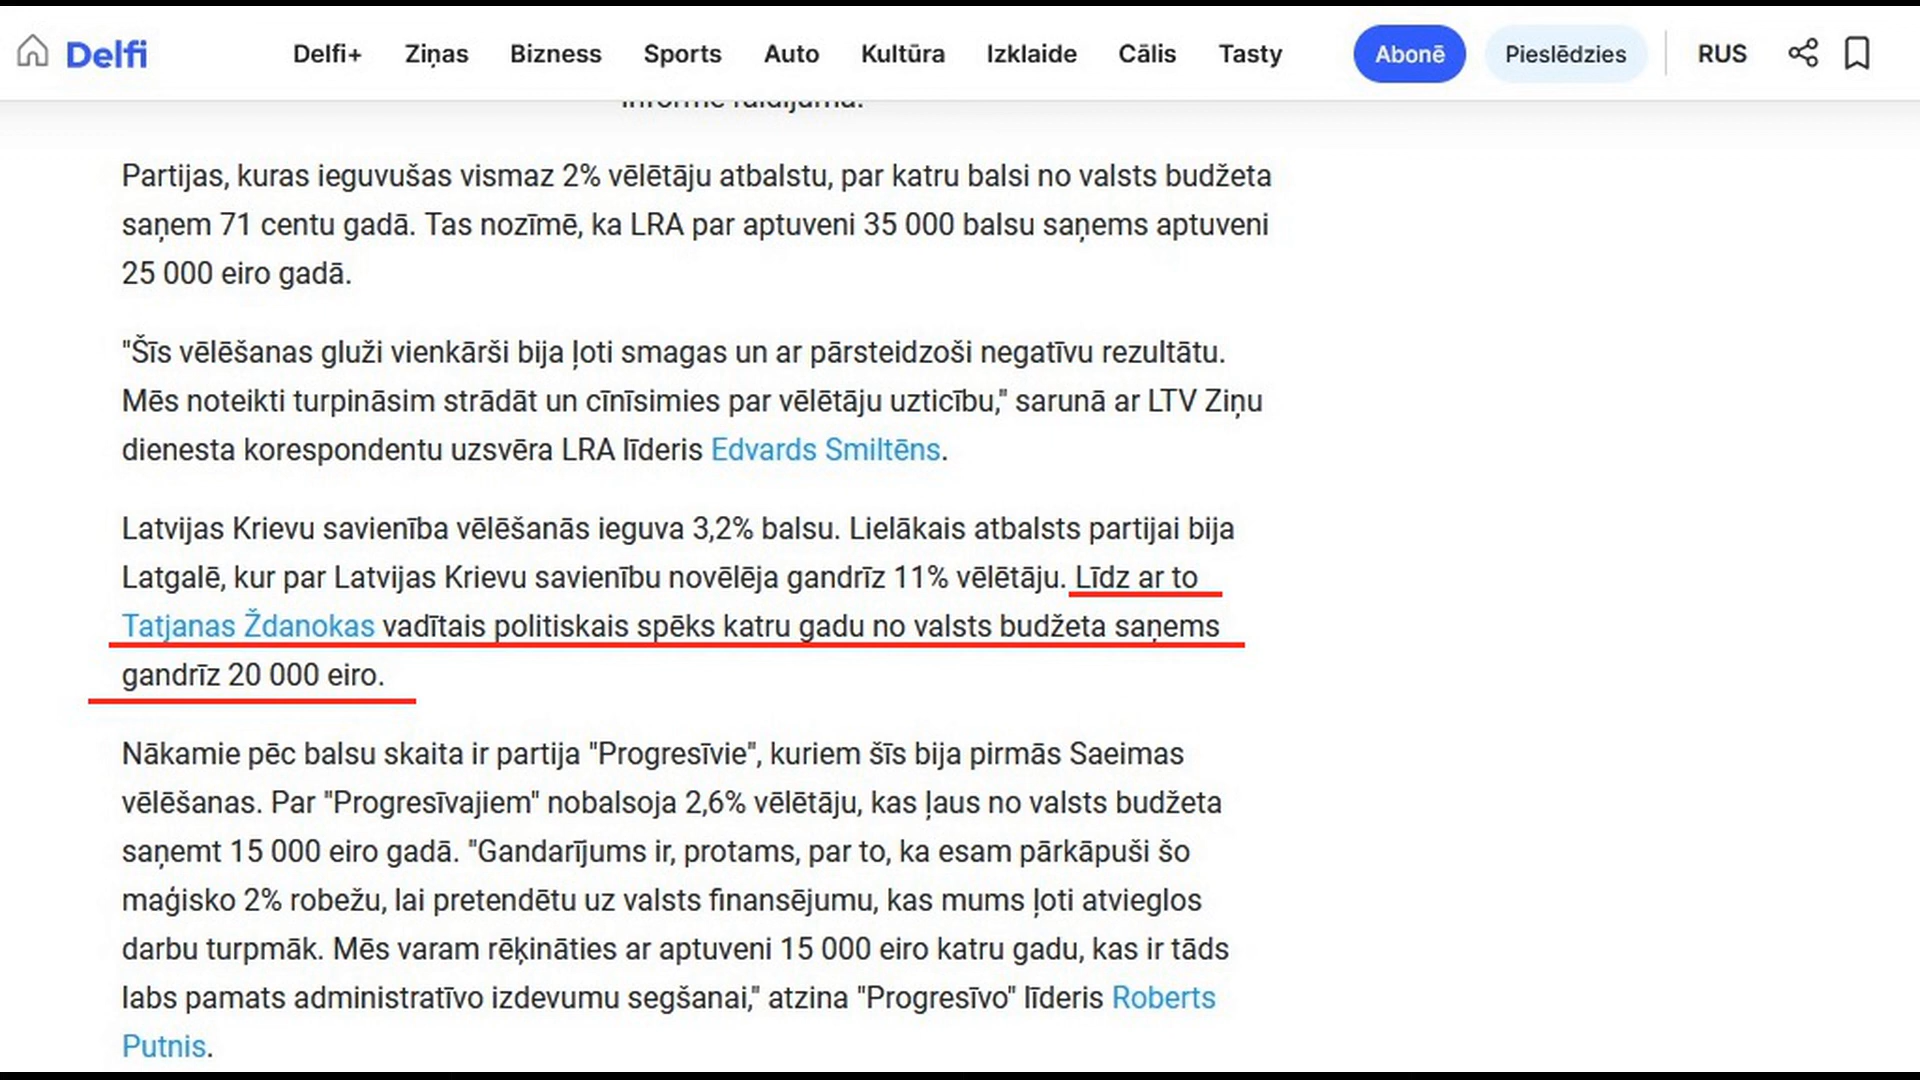 Delfi
Delfi+ Ziņas Bizness Sports Auto Kultūra Izklaide Cālis Tasty Abonē Pieslēdzies RUS
Partijas, kuras ieguvušas vismaz 2% vēlētāju atbalstu, par katru balsi no valsts budžeta
saņem 71 centu gadā. Tas nozīmē, ka LRA par aptuveni 35 000 balsu saņems aptuveni
25 000 eiro gadā.
"Šīs vēlēšanas gluži vienkārši bija ļoti smagas un ar pārsteidzoši negatīvu rezultātu.
Mēs noteikti turpināsim strādāt un cīnīsimies par vēlētāju uzticību," sarunā ar LTV Ziņu
dienesta korespondentu uzsvēra LRA līderis Edvards Smiltēns.
Latvijas Krievu savienība vēlēšanās ieguva 3,2% balsu. Lielākais atbalsts partijai bija
Latgalē, kur par Latvijas Krievu savienību novēlēja gandrīz 11% vēlētāju. Līdz ar to
Tatjanas Ždanokas vadītais politiskais spēks katru gadu no valsts budžeta saņems
gandrīz 20 000 eiro.
Nākamie pēc balsu skaita ir partija "Progresīvie", kuriem šīs bija pirmās Saeimas
vēlēšanas. Par "Progresīvajiem" nobalsoja 2,6% vēlētāju, kas ļaus no valsts budžeta
saņemt 15 000 eiro gadā. "Gandarījums ir, protams, par to, ka esam pārkāpuši šo
maģisko 2% robežu, lai pretendētu uz valsts finansējumu, kas mums ļoti atvieglos
darbu turpmāk. Mēs varam rēķināties ar aptuveni 15 000 eiro katru gadu, kas ir tāds
labs pamats administratīvo izdevumu segšanai," atzina "Progresīvo" līderis Roberts
Putnis.